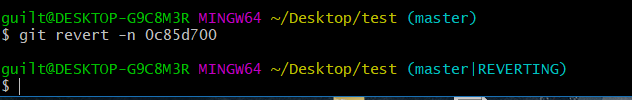 guilt@DESKTOP-G9C8M3R MINGW64 ~/Desktop/test (master)
$ git revert -n 0c85d700
guilt@DESKTOP-G9C8M3R MINGW64 ~/Desktop/test (master|REVERTING)
$